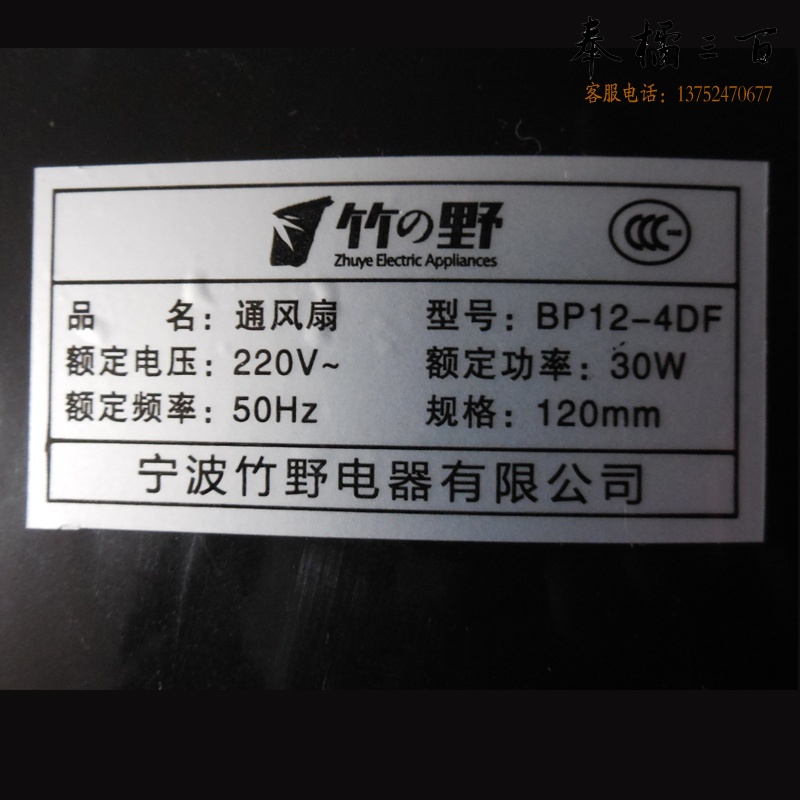 奉橘三百
客服电话：13752470677
竹の野
Zhuye Electric Appliances
CCC
品 名：通风扇 型号：BP12-4DF
额定电压：220V~ 额定功率：30W
额定频率：50Hz 规格：120mm
宁波竹野电器有限公司